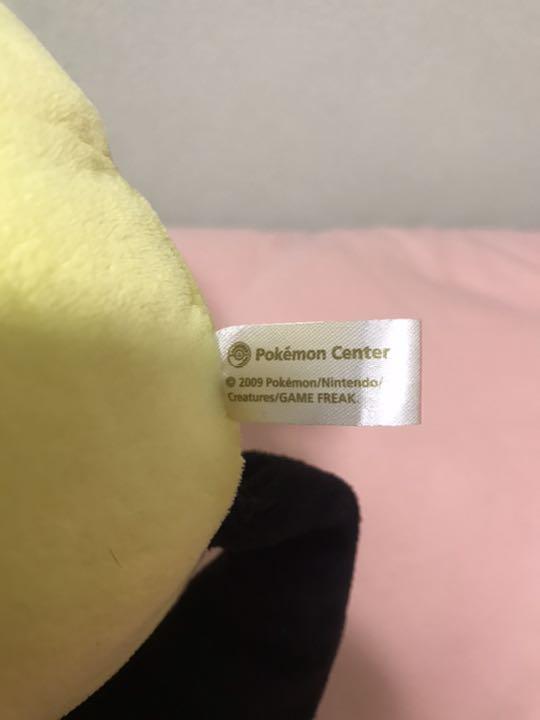 Pokémon Center
© 2009 Pokémon/Nintendo/
Creatures/GAME FREAK.